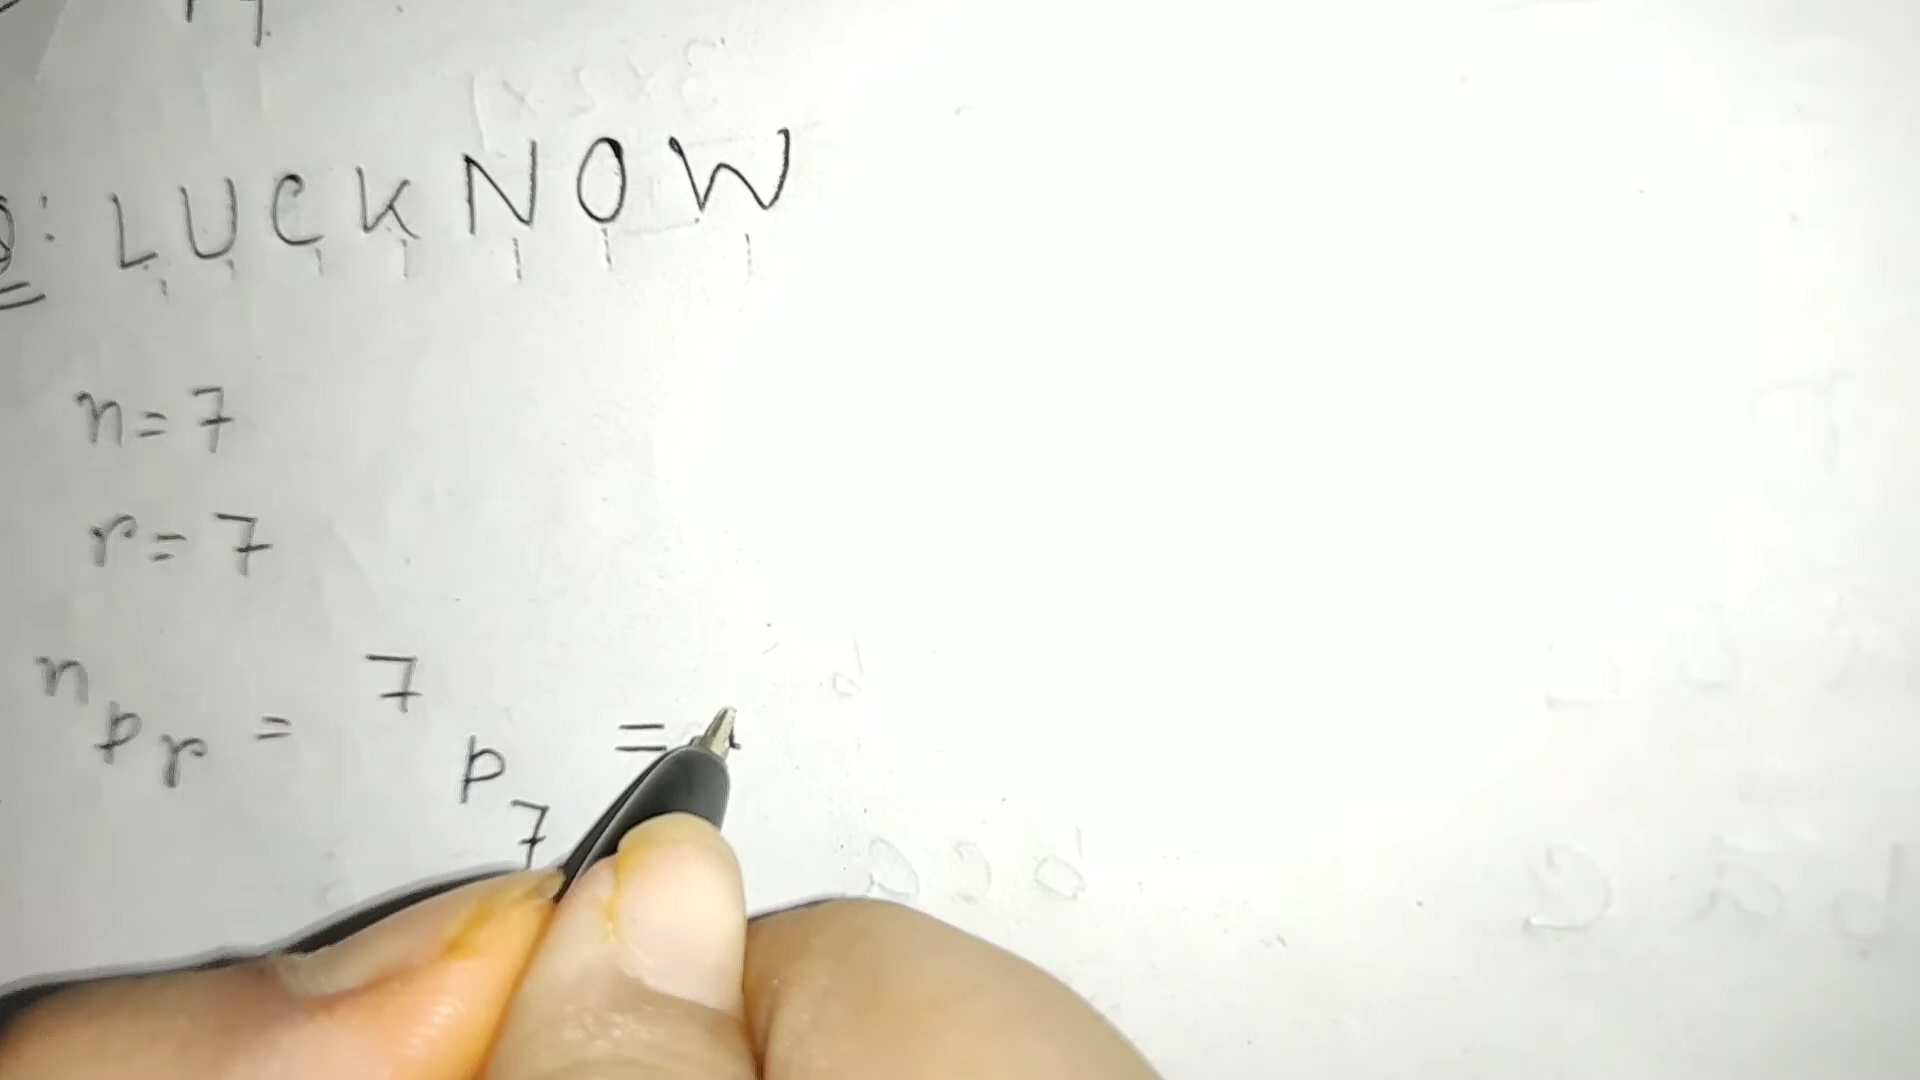 Q: LUCKNOW
n=7
r=7
nPr = 7P7 =